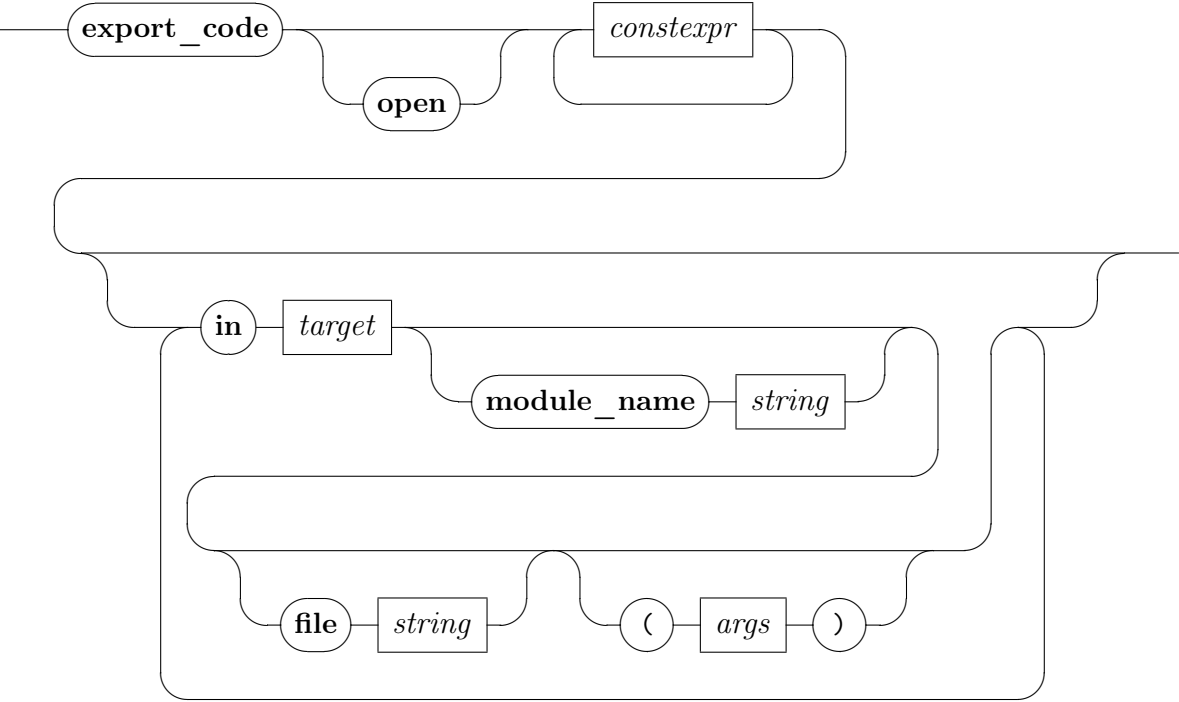 export_code constexpr
open
in target
module_name string
file string ( args )